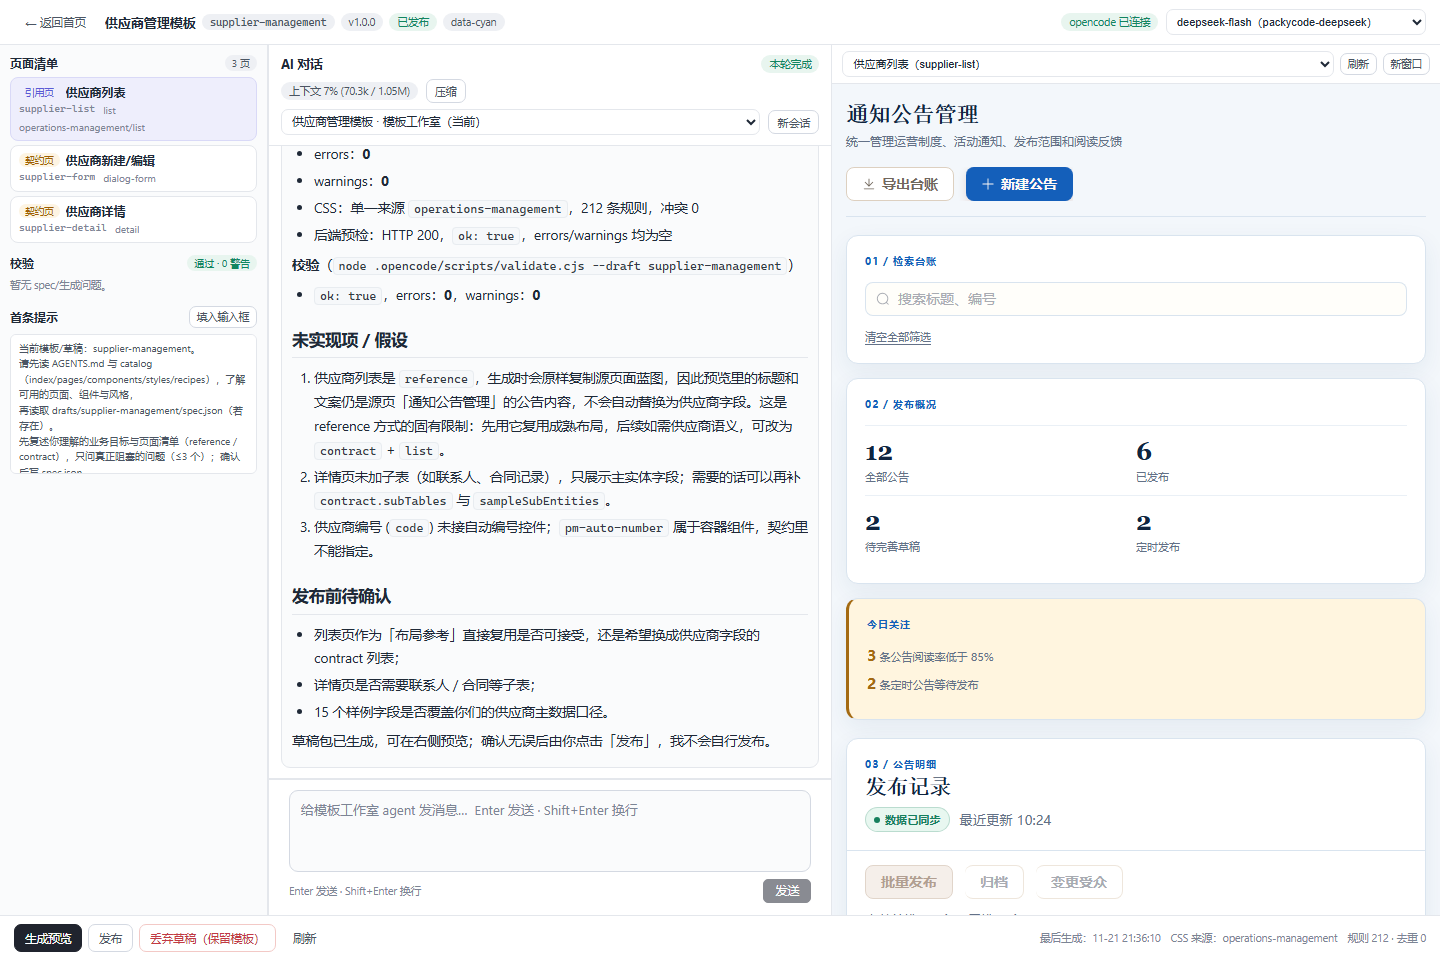 ← 返回首页 供应商管理模板 supplier-management v1.0.0 已发布 data-cyan opencode 已连接 deepseek-flash（packycode-deepseek）
页面清单 3 页
引用页 供应商列表
supplier-list list
operations-management/list
契约页 供应商新建/编辑
supplier-form dialog-form
契约页 供应商详情
supplier-detail detail
校验 通过 · 0 警告
暂无 spec/生成问题。
首条提示 填入输入框
当前模板/草稿：supplier-management。
请先读 AGENTS.md 与 catalog
（index/pages/components/styles/recipes），了解
可用的页面、组件与风格，
再读取 drafts/supplier-management/spec.json（若
存在）。
先复述你理解的业务目标与页面清单（reference /
contract），只问真正阻塞的问题（≤3 个）；确认
后写 spec.json
AI 对话 本轮完成
上下文 7% (70.3k / 1.05M) 压缩
供应商管理模板 · 模板工作室（当前） 新会话
• errors：0
• warnings：0
• CSS：单一来源 operations-management，212 条规则，冲突 0
• 后端预检：HTTP 200，ok: true，errors/warnings 均为空
校验（node .opencode/scripts/validate.cjs --draft supplier-management）
• ok: true，errors：0，warnings：0
未实现项 / 假设
1. 供应商列表是 reference，生成时会原样复制源页面蓝图，因此预览里的标题和
文案仍是源页「通知公告管理」的公告内容，不会自动替换为供应商字段。这是
reference 方式的固有限制：先用它复用成熟布局，后续如需供应商语义，可改为
contract + list。
2. 详情页未加子表（如联系人、合同记录），只展示主实体字段；需要的话可以再补
contract.subTables 与 sampleSubEntities。
3. 供应商编号 (code) 未接自动编号控件；pm-auto-number 属于容器组件，契约里
不能指定。
发布前待确认
• 列表页作为「布局参考」直接复用是否可接受，还是希望换成供应商字段的
contract 列表；
• 详情页是否需要联系人 / 合同等子表；
• 15 个样例字段是否覆盖你们的供应商主数据口径。
草稿包已生成，可在右侧预览；确认无误后由你点击「发布」，我不会自行发布。
给模板工作室 agent 发消息… Enter 发送 · Shift+Enter 换行
Enter 发送 · Shift+Enter 换行 发送
供应商列表（supplier-list） 刷新 新窗口
通知公告管理
统一管理运营制度、活动通知、发布范围和阅读反馈
导出台账 新建公告
01 / 检索台账
搜索标题、编号
清空全部筛选
02 / 发布概况
12 6
全部公告 已发布
2 2
待完善草稿 定时发布
今日关注
3 条公告阅读率低于 85%
2 条定时公告等待发布
03 / 公告明细
发布记录
数据已同步 最近更新 10:24
批量发布 归档 变更受众
生成预览 发布 丢弃草稿（保留模板） 刷新 最后生成：11-21 21:36:10 CSS 来源：operations-management 规则 212 · 去重 0